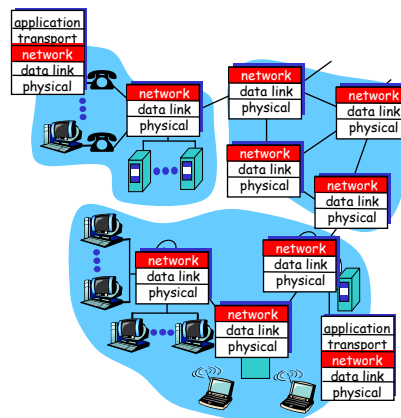 application
transport
network
data link
physical
network
data link
physical
network
data link
physical
network
data link
physical
network
data link
physical
network
data link
physical
network
data link
physical
network
data link
physical
network
data link
physical
application
transport
network
data link
physical